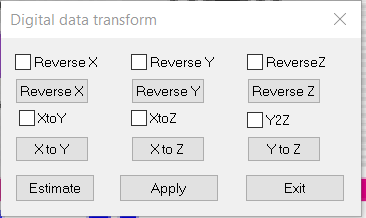 Digital data transform
Reverse X Reverse Y ReverseZ
Reverse X Reverse Y Reverse Z
XtoY XtoZ Y2Z
X to Y X to Z Y to Z
Estimate Apply Exit